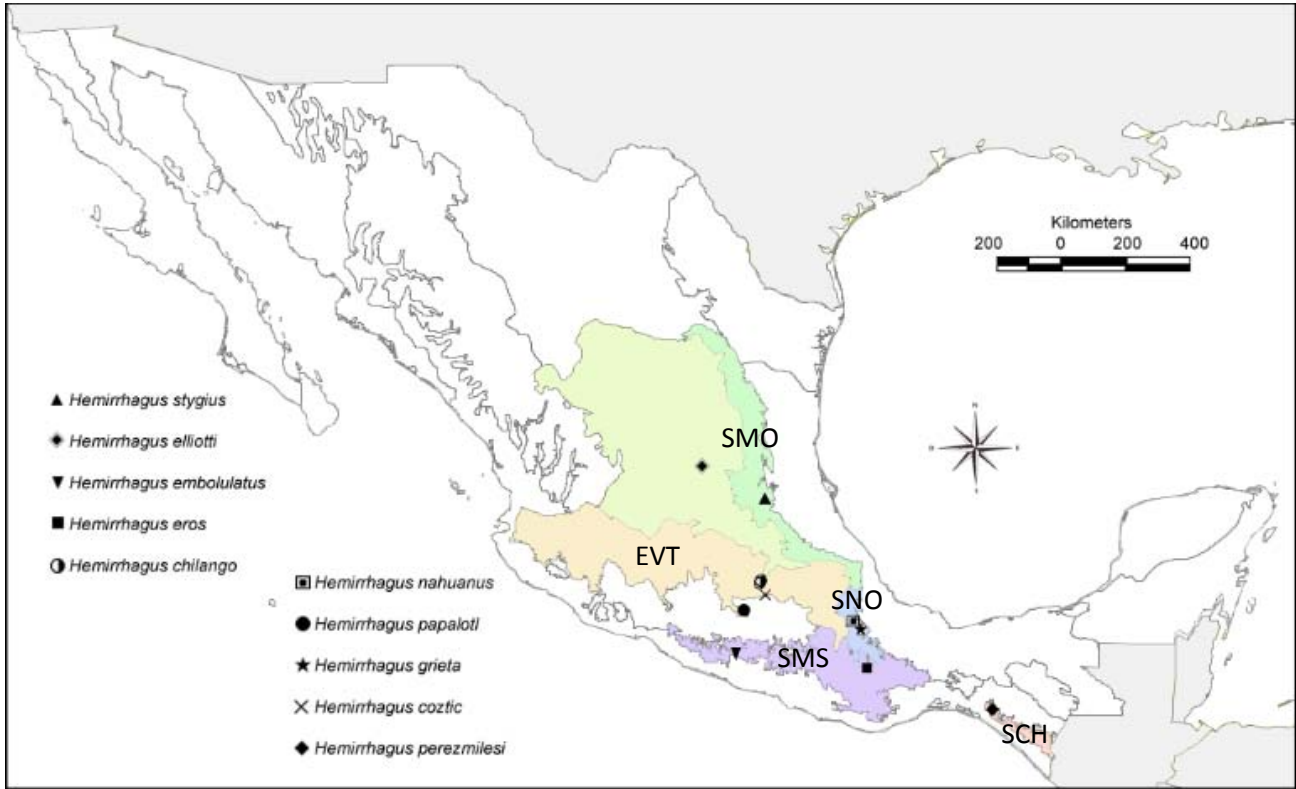 Kilometers
200 0 200 400
N
SMO
EVT
SNO
SMS
SCH
Hemirrhagus stygius
Hemirrhagus elliotti
Hemirrhagus embolulatus
Hemirrhagus eros
Hemirrhagus chilango
Hemirrhagus nahuanus
Hemirrhagus papalotl
Hemirrhagus grieta
Hemirrhagus coztic
Hemirrhagus perezmilesi